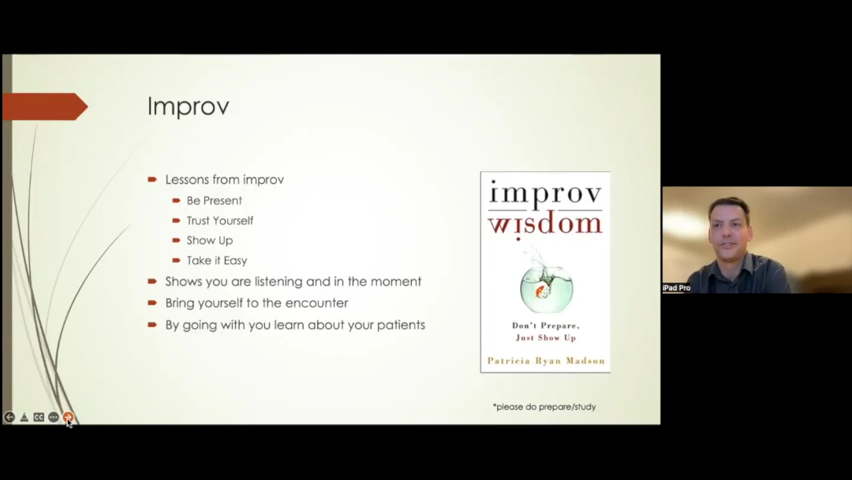 Improv
Lessons from improv
Be Present
Trust Yourself
Show Up
Take it Easy
Shows you are listening and in the moment
Bring yourself to the encounter
By going with you learn about your patients
improv
wisdom
Don't Prepare,
Just Show Up
Patricia Ryan Madson
*please do prepare/study
CC
iPad Pro